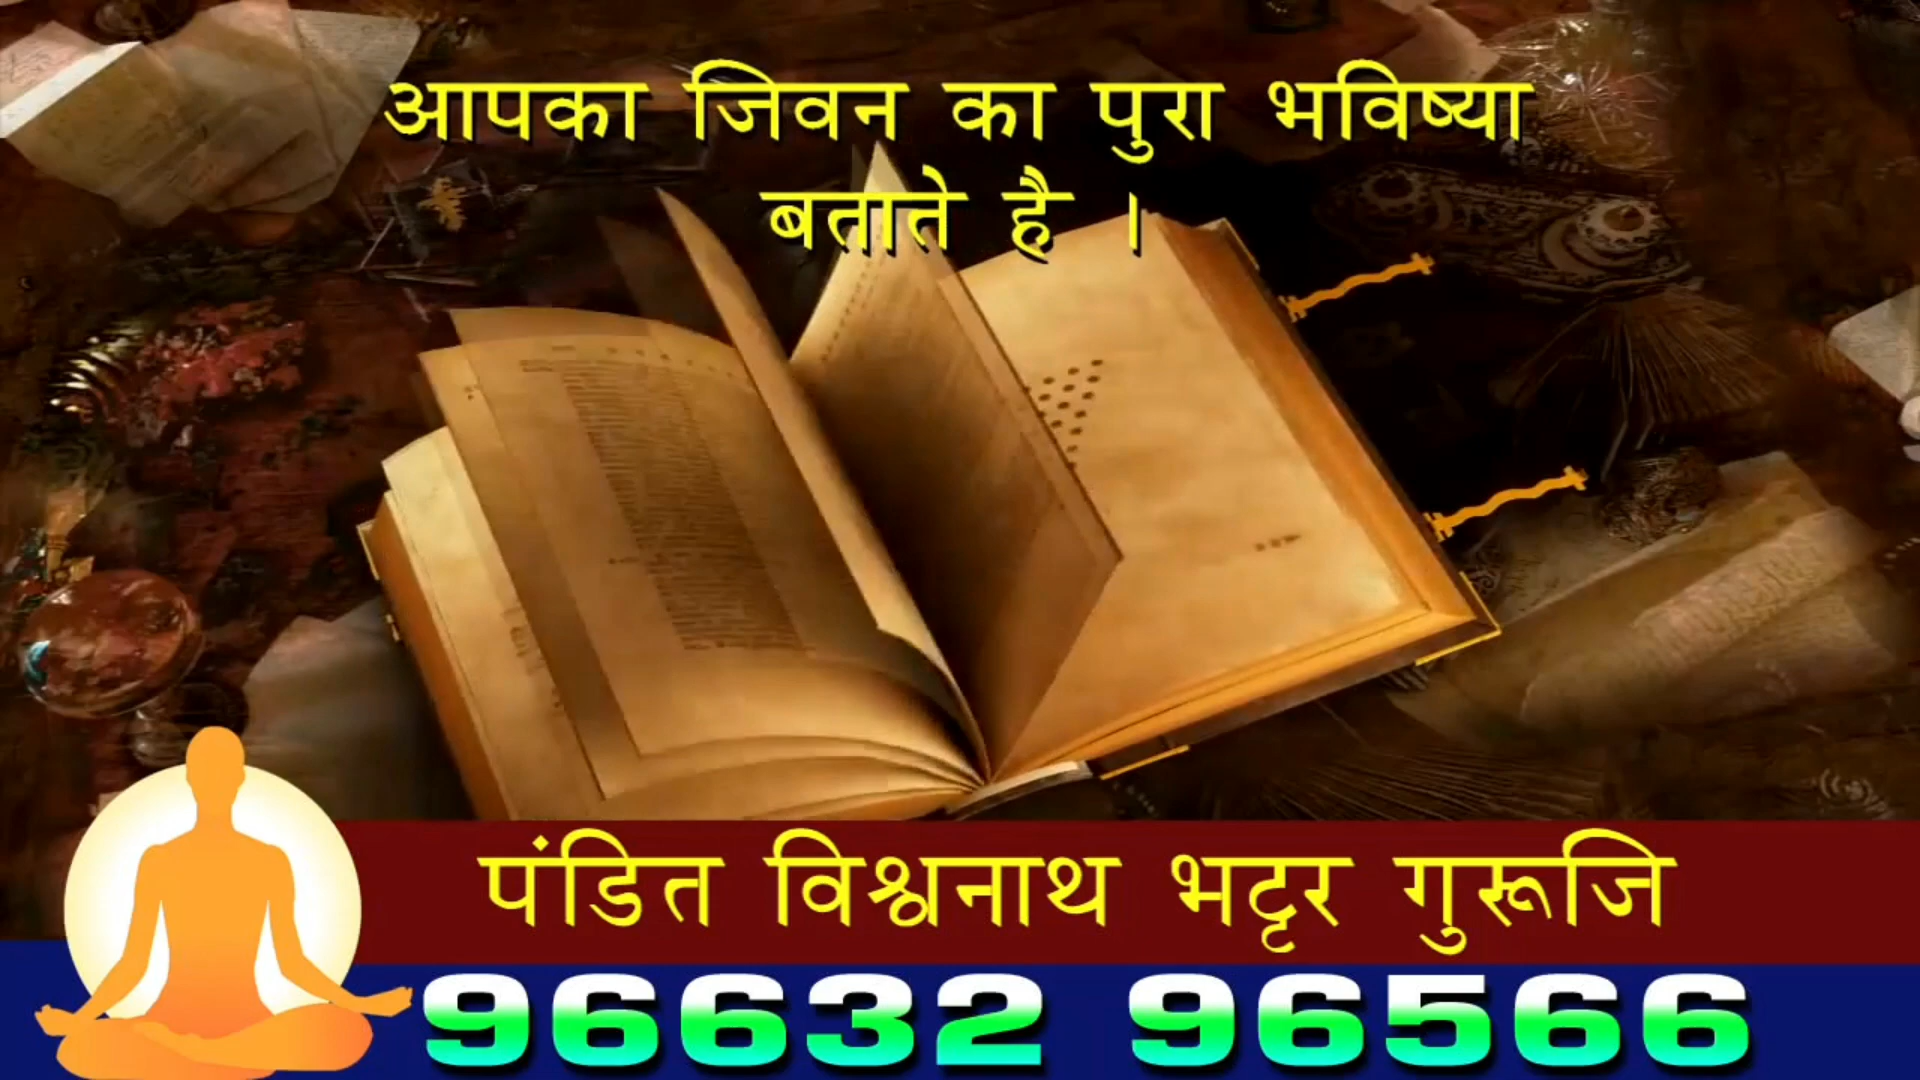 आपका जिवन का पुरा भविष्या
बताते है ।
पंडित विश्वनाथ भट्टर गुरूजि
96632 96566